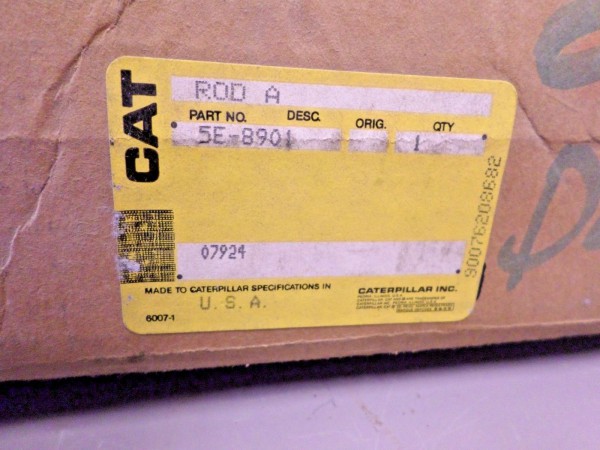 CAT
ROD A
PART NO. DESC. ORIG. QTY
5E-8901 1
07924
90076208682
MADE TO CATERPILLAR SPECIFICATIONS IN
U.S.A.
6007-1
CATERPILLAR INC.